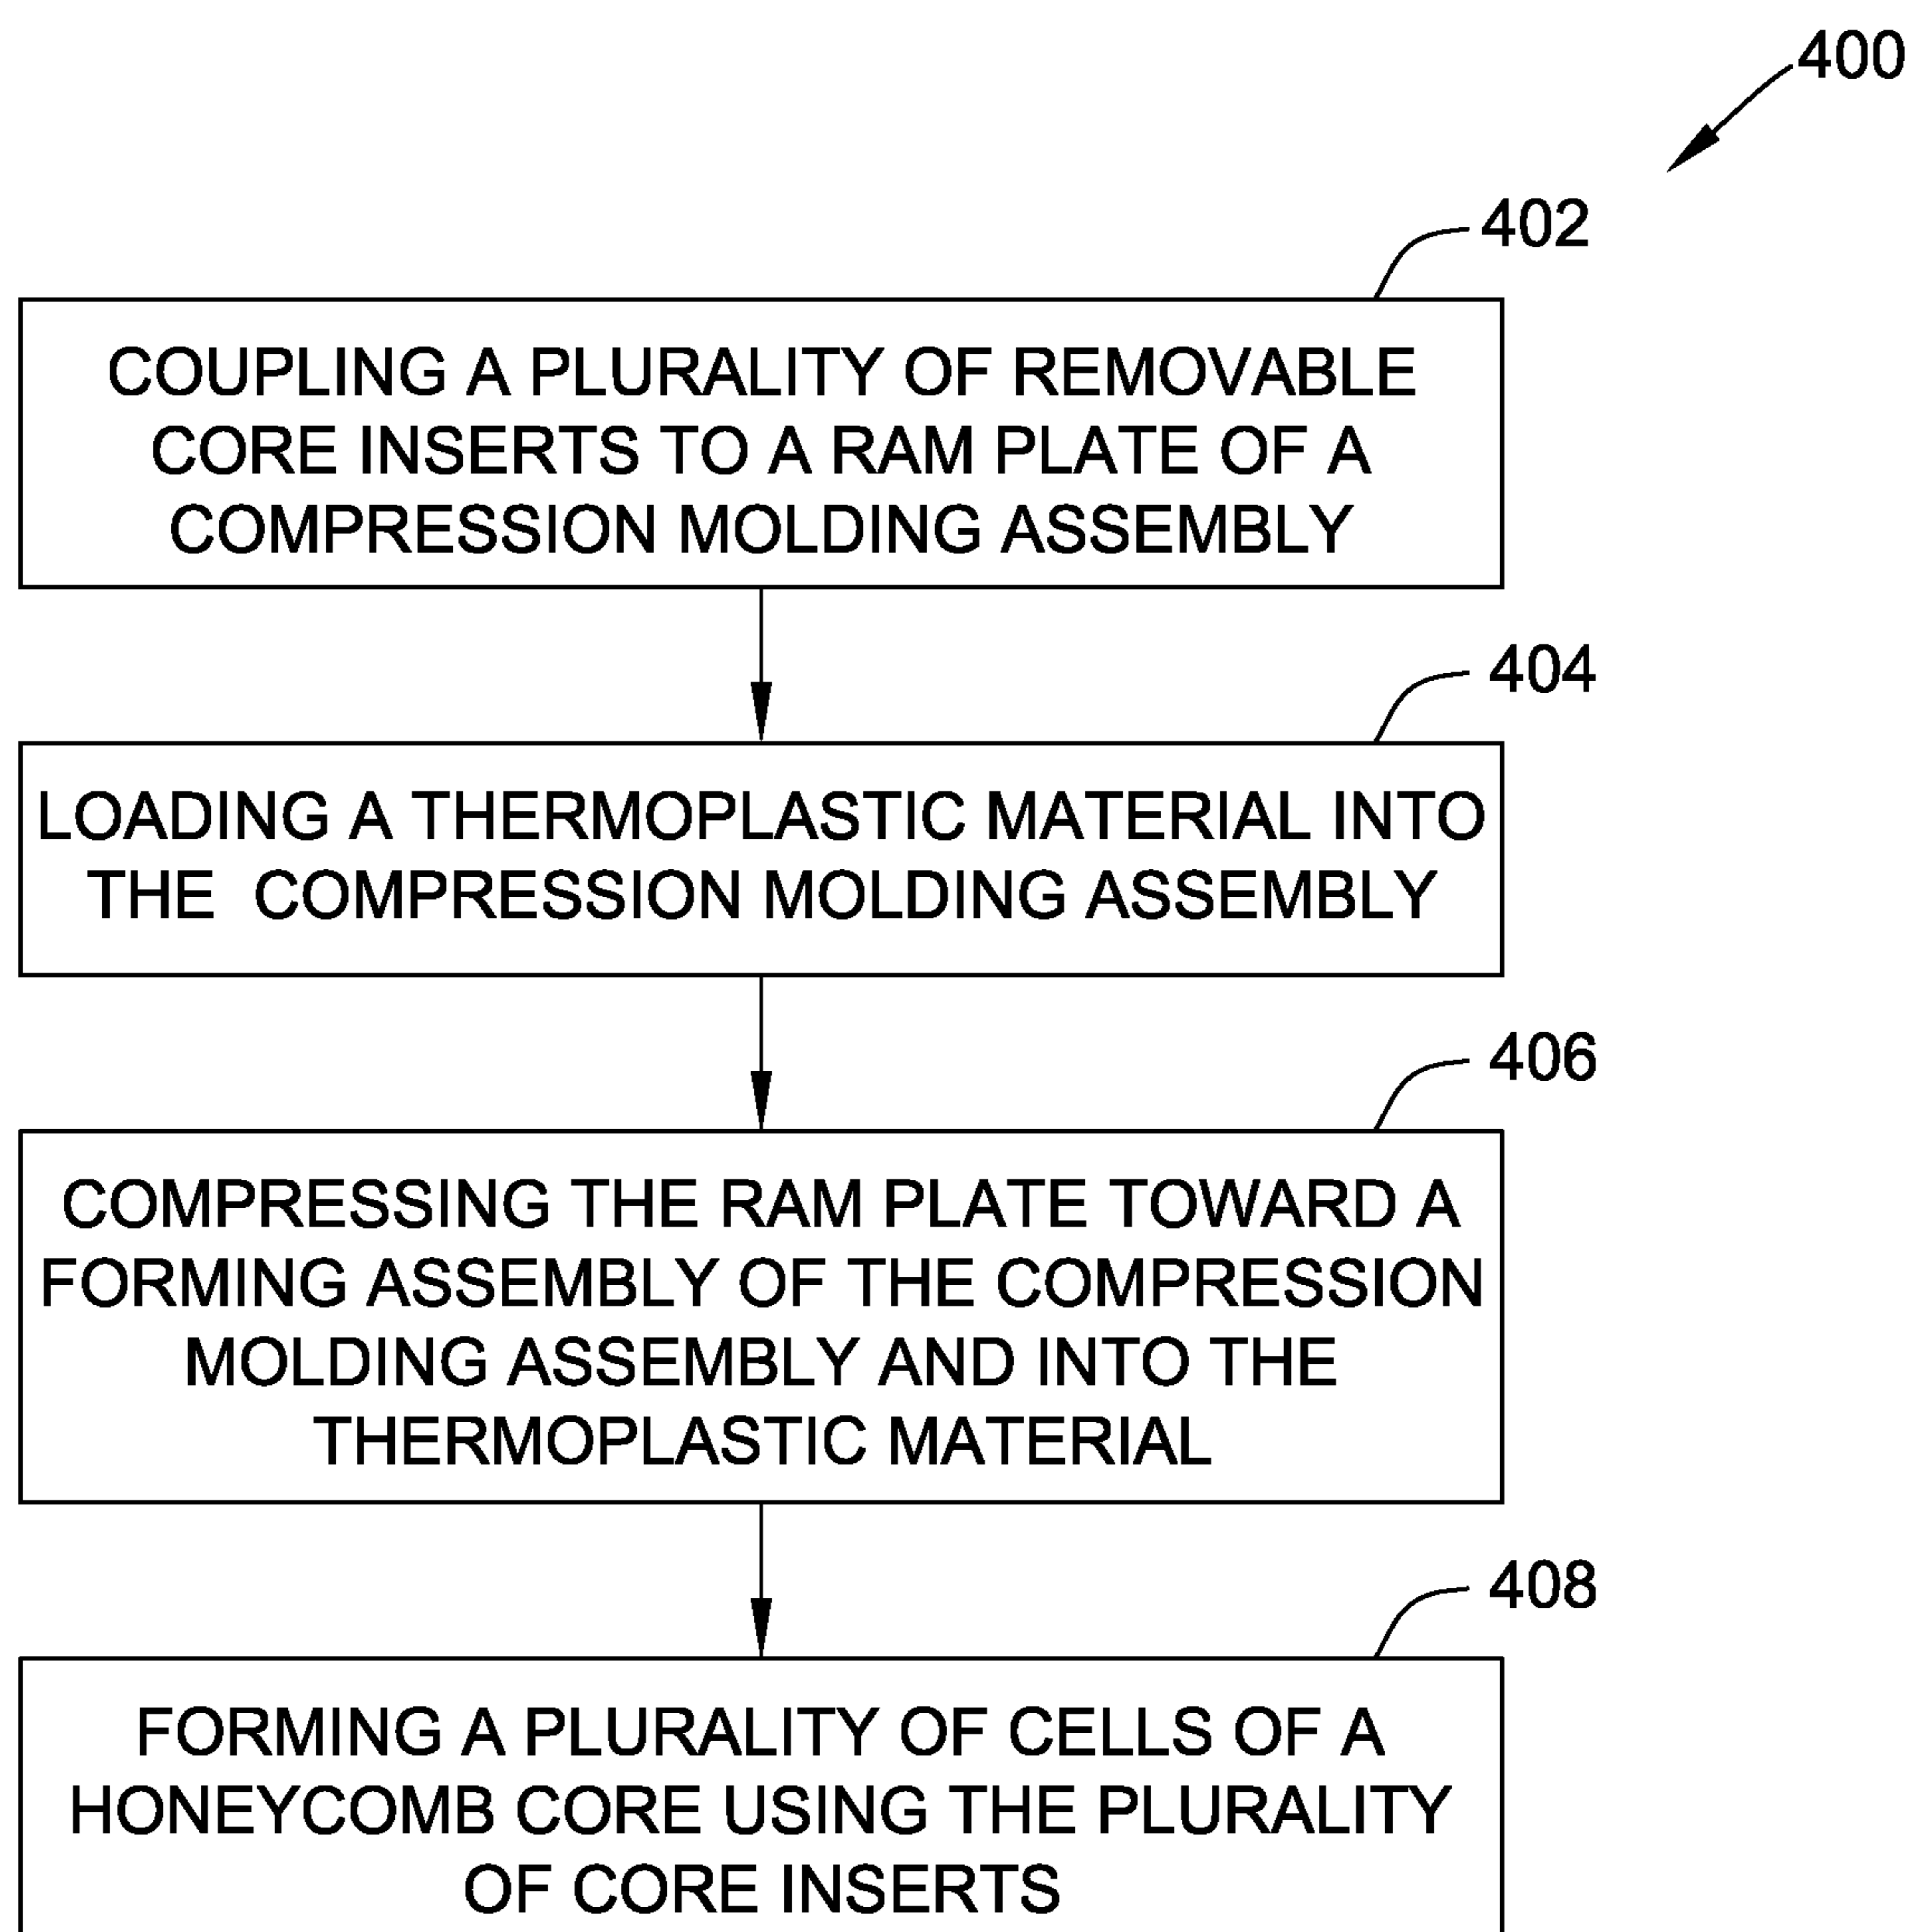 400
402
COUPLING A PLURALITY OF REMOVABLE
CORE INSERTS TO A RAM PLATE OF A
COMPRESSION MOLDING ASSEMBLY
404
LOADING A THERMOPLASTIC MATERIAL INTO
THE COMPRESSION MOLDING ASSEMBLY
406
COMPRESSING THE RAM PLATE TOWARD A
FORMING ASSEMBLY OF THE COMPRESSION
MOLDING ASSEMBLY AND INTO THE
THERMOPLASTIC MATERIAL
408
FORMING A PLURALITY OF CELLS OF A
HONEYCOMB CORE USING THE PLURALITY
OF CORE INSERTS